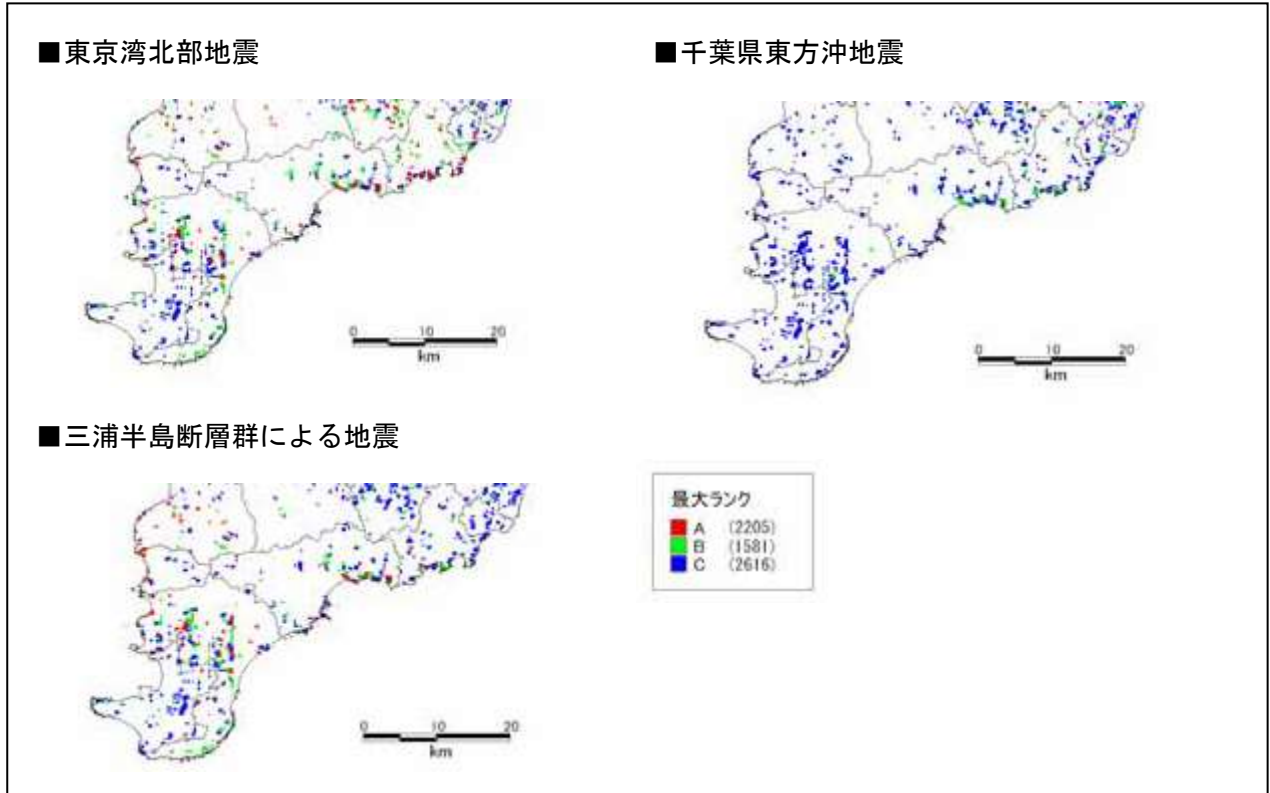 ■東京湾北部地震
■千葉県東方沖地震
0 10 20
km
0 10 20
km
■三浦半島断層群による地震
0 10 20
km
最大ランク
A (2205)
B (1581)
C (2616)